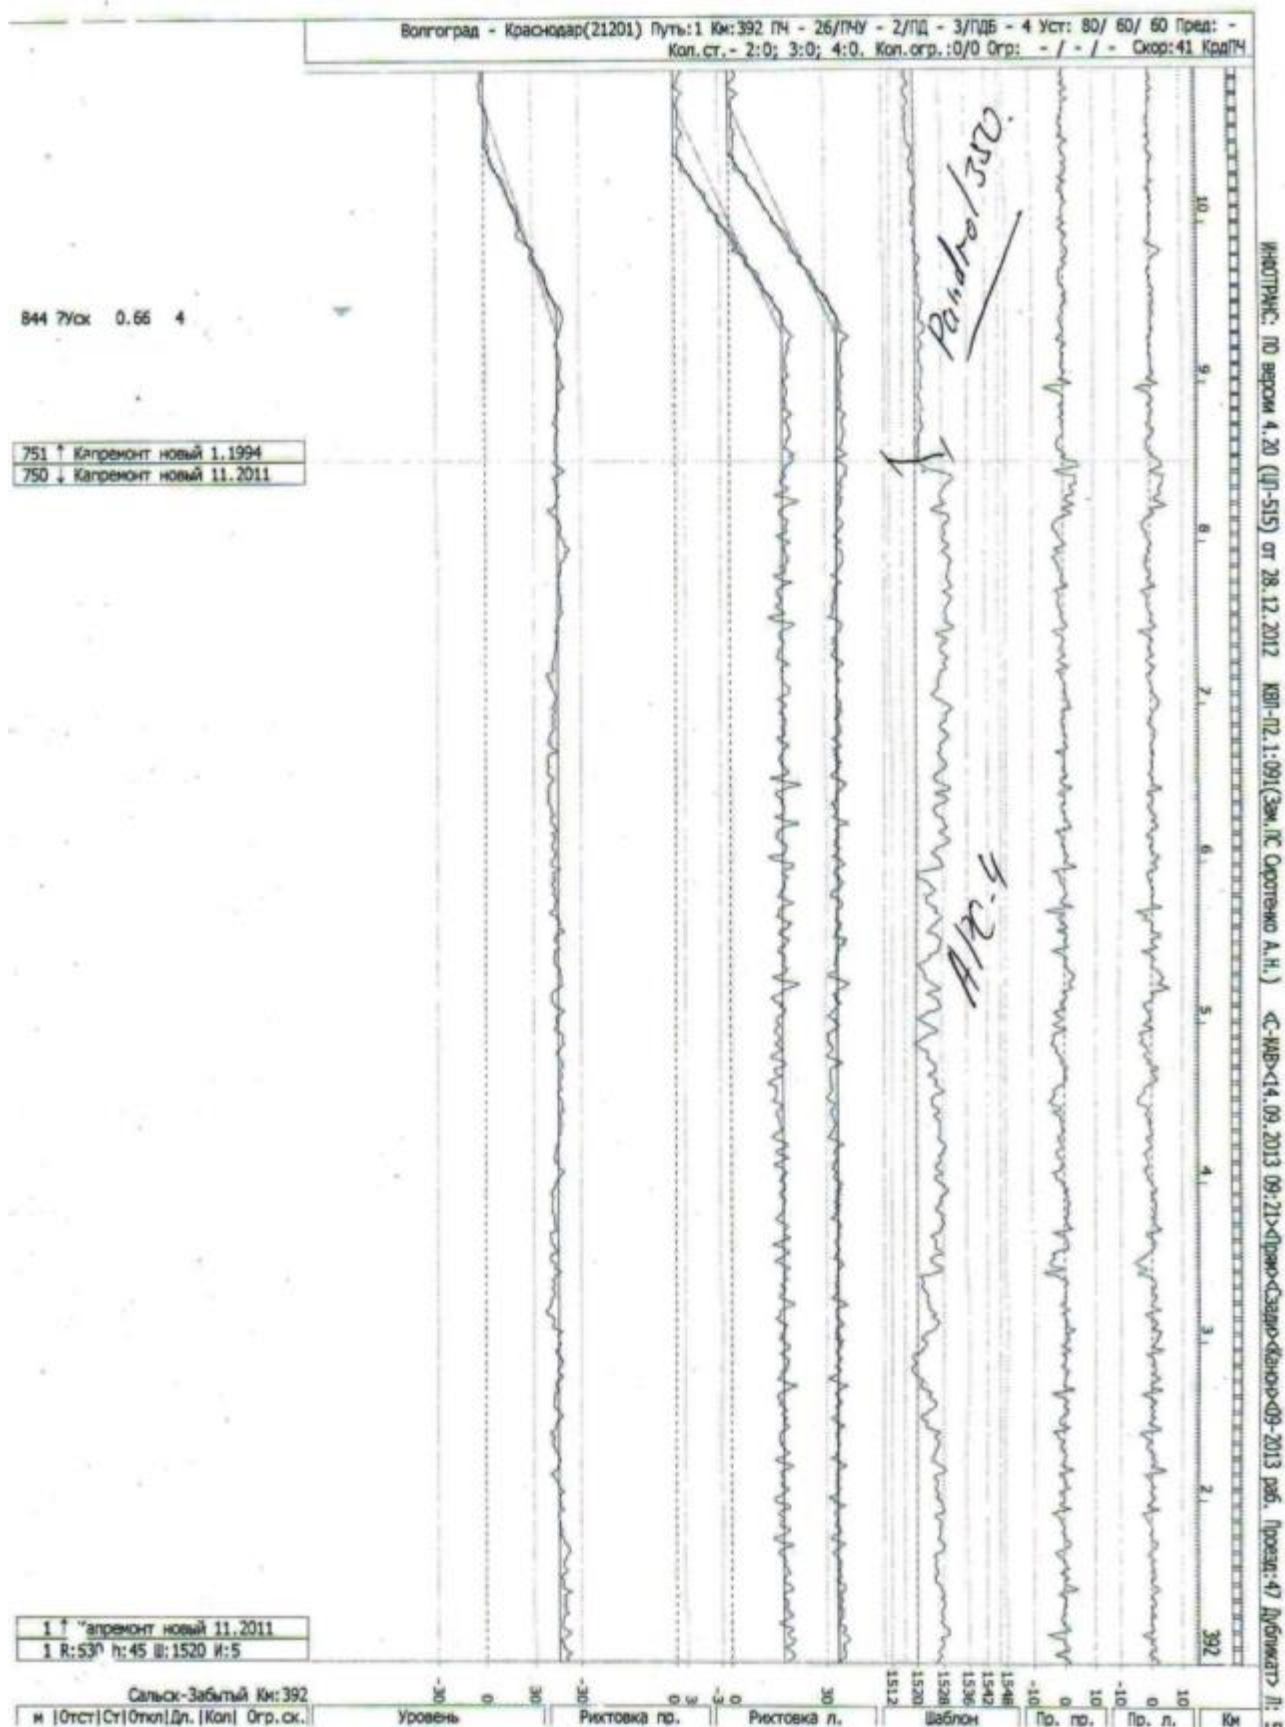 Волгоград - Краснодар(21201) Путь:1 Км:392 ПЧ - 26/ПЧУ - 2/ПД - 3/ПДБ - 4 Уст: 80/ 60/ 60 Пред: -
Кол.ст.- 2:0; 3:0; 4:0. Кол.огр.:0/0 Огр: - / - / - Скор:41 КрдПЧ
Pandrol 350.
10
844 ?Уск 0.66 4
9
751 ↑ Капремонт новый 1.1994
750 ↓ Капремонт новый 11.2011
8
7
6
АРС-4
5
4
3
2
392
1 ↑ апремонт новый 11.2011
1 R:530 h:45 Ш:1520 И:5
Сальск-Забытый Км:392
-30 0 30 -30 0 3 -3 0 30 1512 1520 1528 1536 1542 1548 -10 0 10 -10 0 10
м |Отст|Ст|Откл|Дл.|Кол| Огр.ск.| Уровень Рихтовка пр. Рихтовка л. Шаблон Пр. пр. Пр. л. Км
ИНФОТРАНС: ПО версии 4.20 (ЦП-515) от 28.12.2012 КВЛ-П2.1:091(Зам.ПС Сиротенко А.Н.) <С-КАВ><14.09.2013 09:21><Прям><Сзади><Канон><09-2013 раб. Проезд:47 Дубликат> Л: